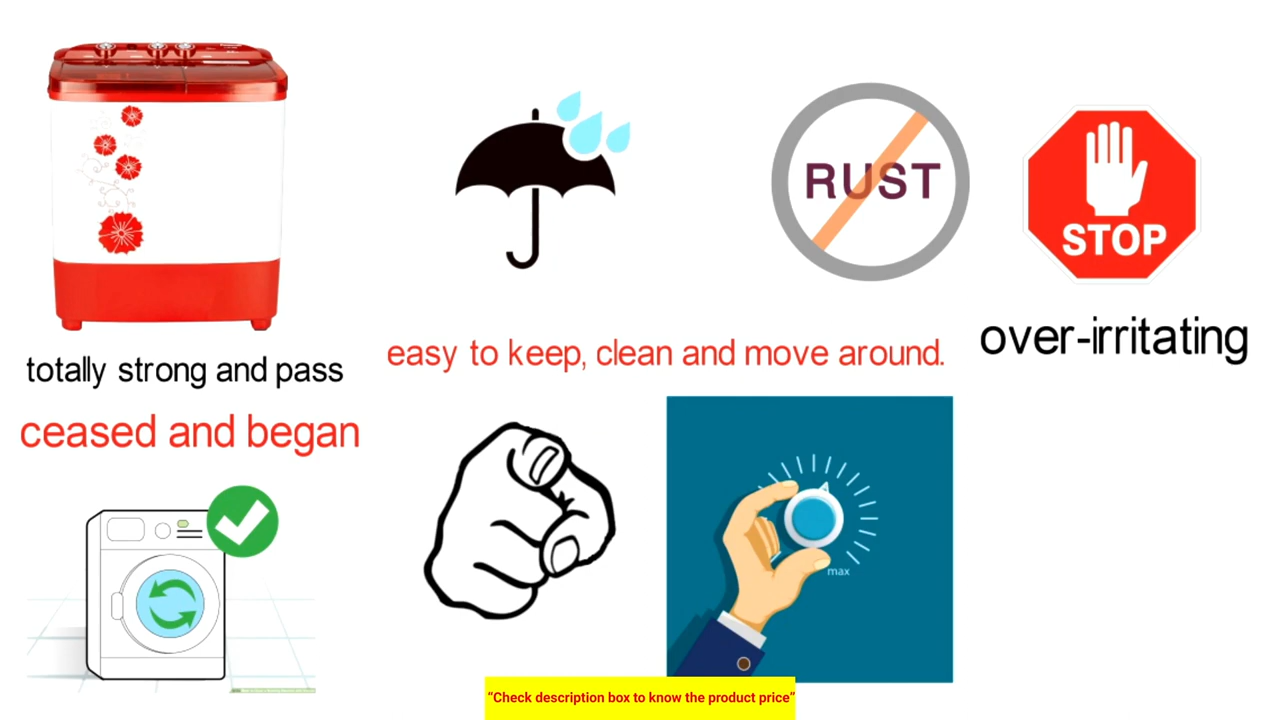 RUST
STOP
over-irritating
easy to keep, clean and move around.
totally strong and pass
ceased and began
max
“Check description box to know the product price”